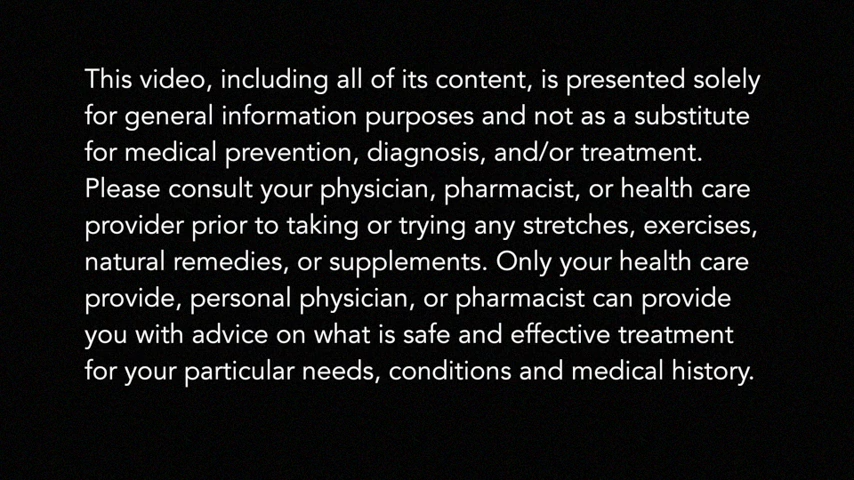 This video, including all of its content, is presented solely
for general information purposes and not as a substitute
for medical prevention, diagnosis, and/or treatment.
Please consult your physician, pharmacist, or health care
provider prior to taking or trying any stretches, exercises,
natural remedies, or supplements. Only your health care
provide, personal physician, or pharmacist can provide
you with advice on what is safe and effective treatment
for your particular needs, conditions and medical history.